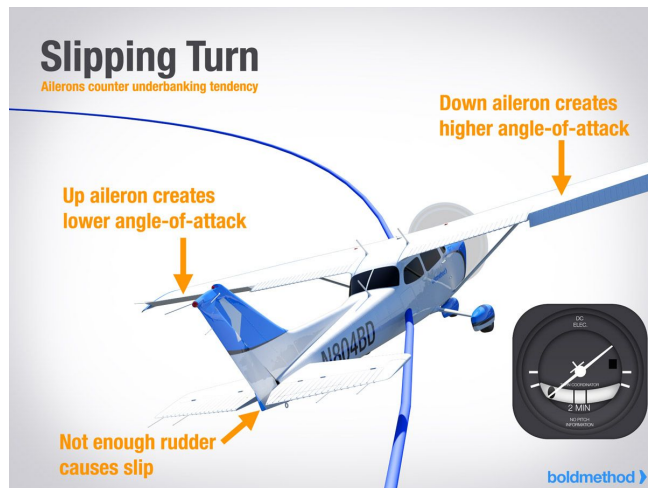 Slipping Turn
Ailerons counter underbanking tendency
Down aileron creates
higher angle-of-attack
Up aileron creates
lower angle-of-attack
N804BD
DC
ELEC.
TURN COORDINATOR
2 MIN
NO PITCH
INFORMATION
Not enough rudder
causes slip
boldmethod